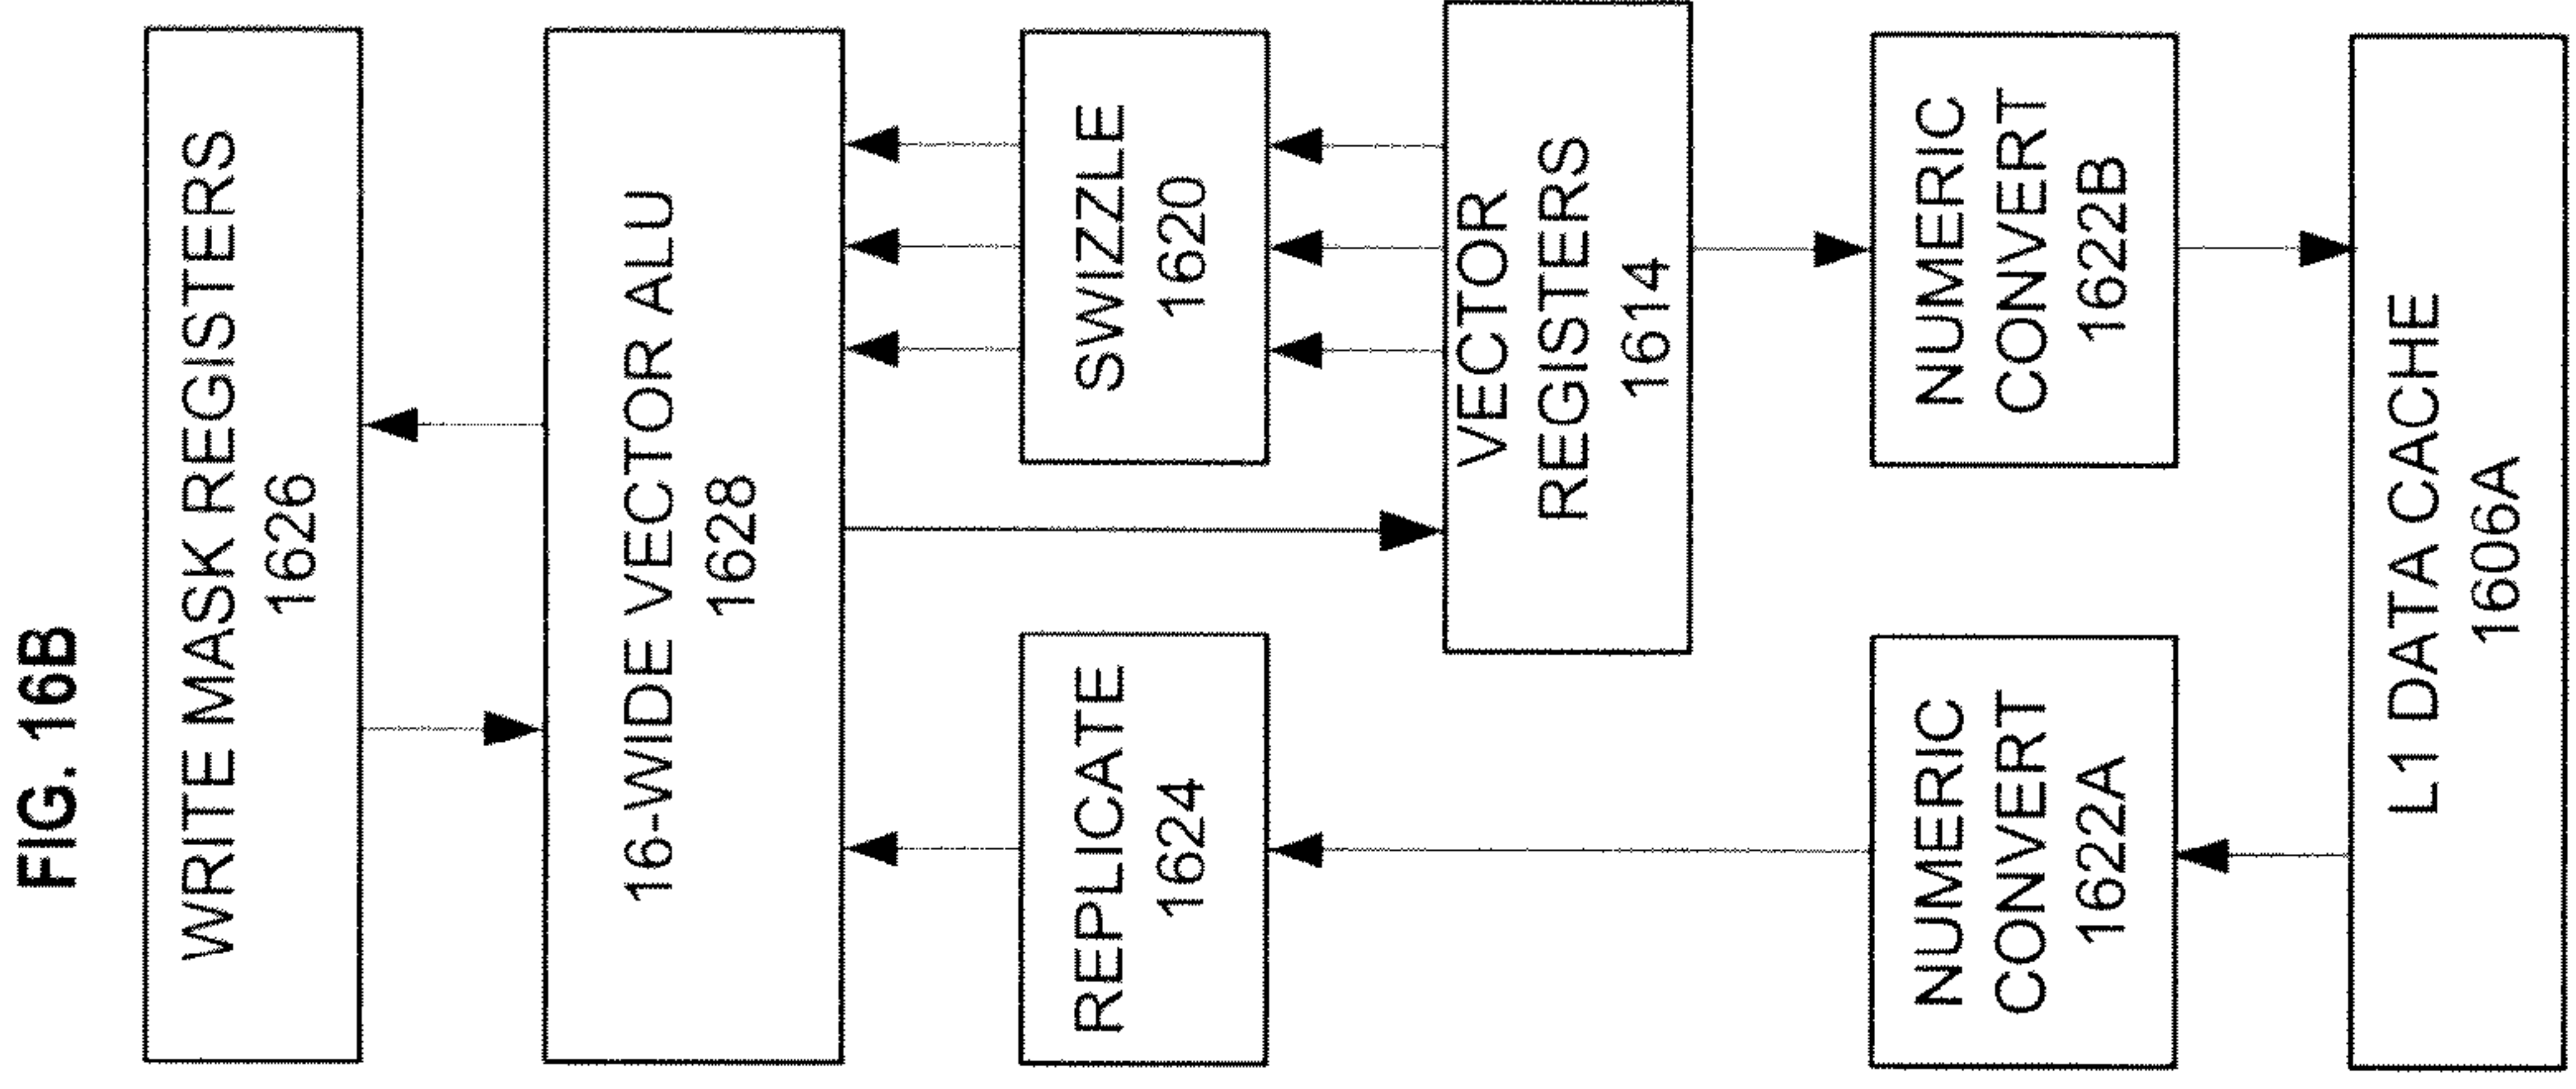 FIG. 16B
WRITE MASK REGISTERS
1626
16-WIDE VECTOR ALU
1628
REPLICATE
1624
SWIZZLE
1620
VECTOR
REGISTERS
1614
NUMERIC
CONVERT
1622A
NUMERIC
CONVERT
1622B
L1 DATA CACHE
1606A